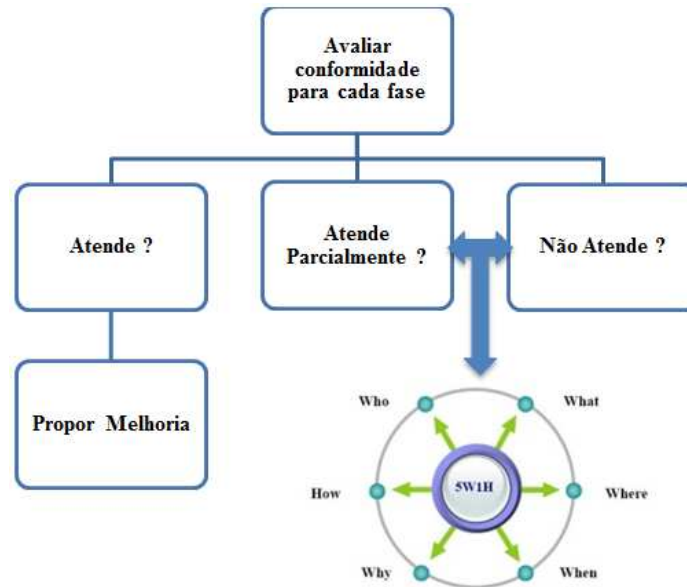 Avaliar
conformidade
para cada fase
Atende ?
Atende
Parcialmente ?
Não Atende ?
Propor Melhoria
Who
What
How
5W1H
Where
Why
When